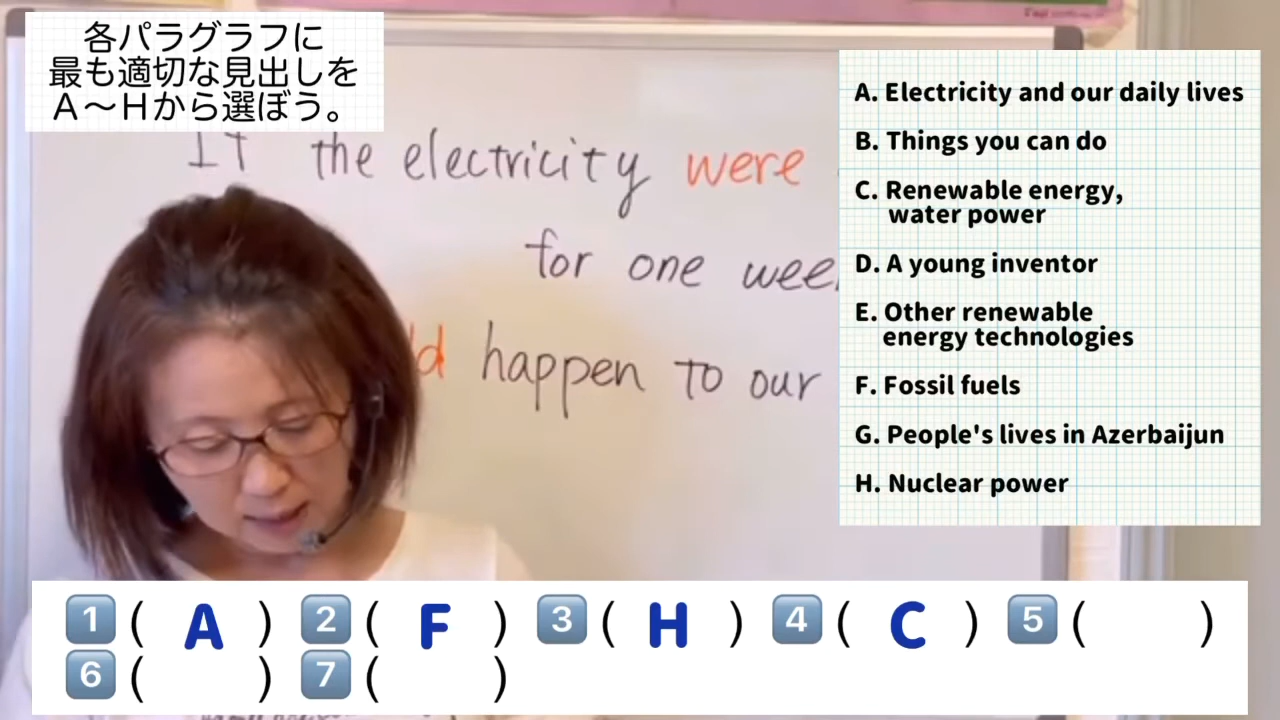 各パラグラフに
最も適切な見出しを
A～Hから選ぼう。
If the electricity were
for one week
happen to our
A. Electricity and our daily lives
B. Things you can do
C. Renewable energy,
water power
D. A young inventor
E. Other renewable
energy technologies
F. Fossil fuels
G. People's lives in Azerbaijun
H. Nuclear power
1( A ) 2( F ) 3( H ) 4( C ) 5( )
6( ) 7( )